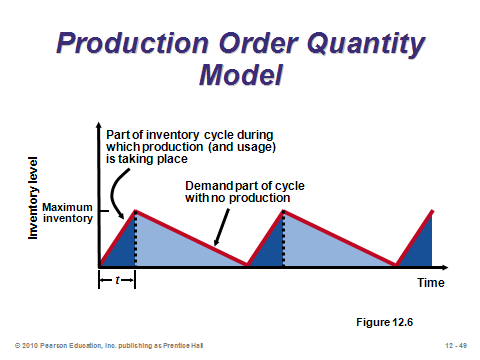 Production Order Quantity
Model
Part of inventory cycle during
which production (and usage)
is taking place
Demand part of cycle
with no production
Inventory level
Maximum
inventory
t
Time
Figure 12.6
© 2010 Pearson Education, Inc. publishing as Prentice Hall
12 - 49